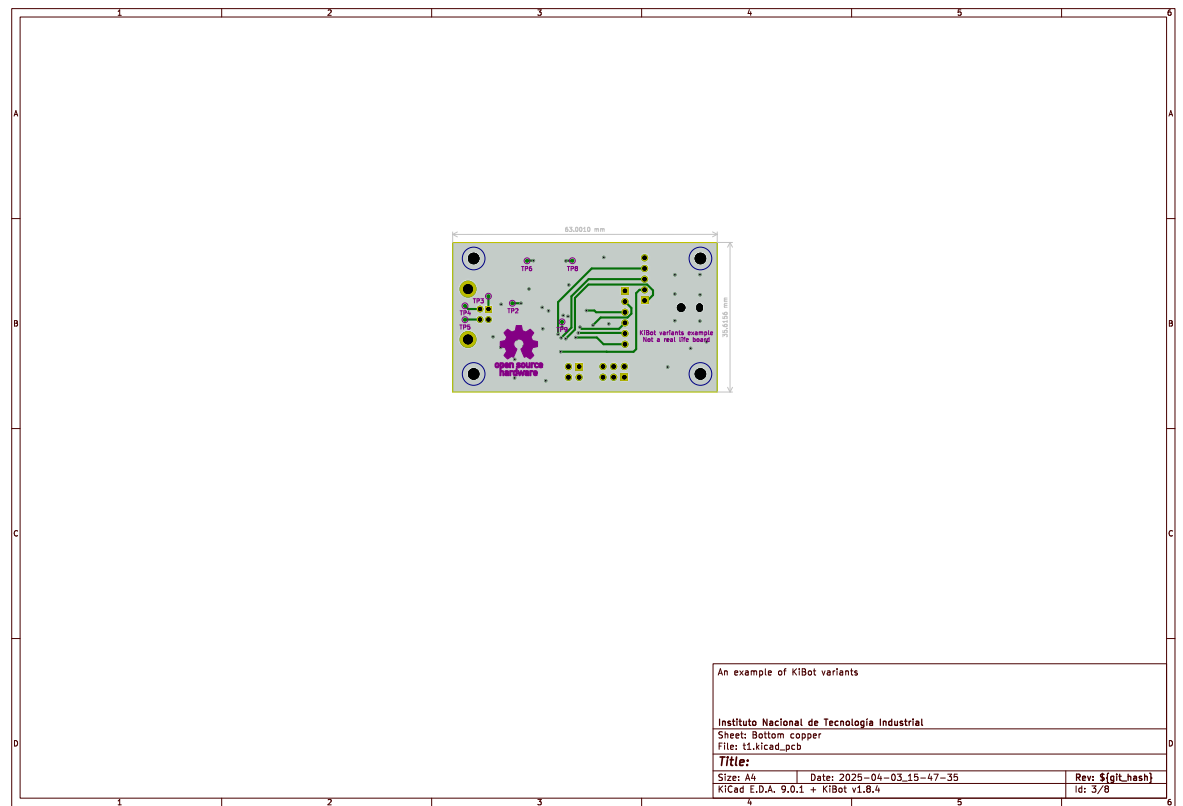 1 2 3 4 5 6
A A
63.0010 mm
TP6 TP8
TP3
TP2
TP4
TP5
TP9
B B
KiBot variants example
Not a real life board
open source
hardware
C C
An example of KiBot variants
Instituto Nacional de Tecnología Industrial
Sheet: Bottom copper
File: t1.kicad_pcb
D D
Title:
Size: A4 Date: 2025-04-03_15-47-35 Rev: ${git_hash}
KiCad E.D.A. 9.0.1 + KiBot v1.8.4 Id: 3/8
1 2 3 4 5 6